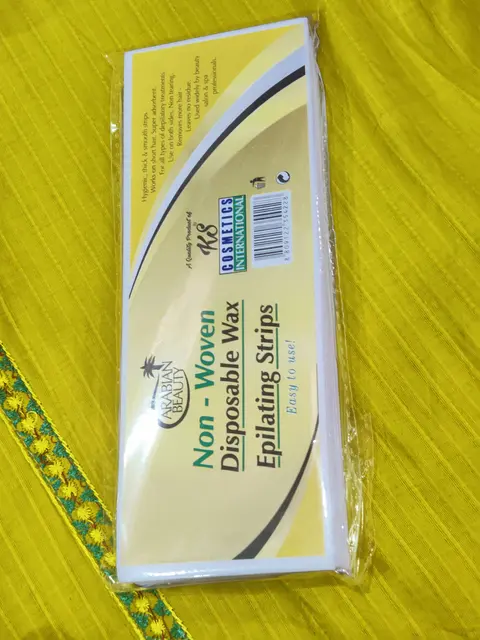 ARABIAN
BEAUTY
Non - Woven
Disposable Wax
Epilating Strips
Easy to use!
A Quality Product of
K8
COSMETICS
INTERNATIONAL
Hygienic, thick & smooth strips.
Works on short hair. Super adsorbent.
For all types of depilatory treatments.
Use on both sides. Non tearing.
Removes more hair.
Leaves no residue.
Used widely by beauty
salon & spa
professionals.